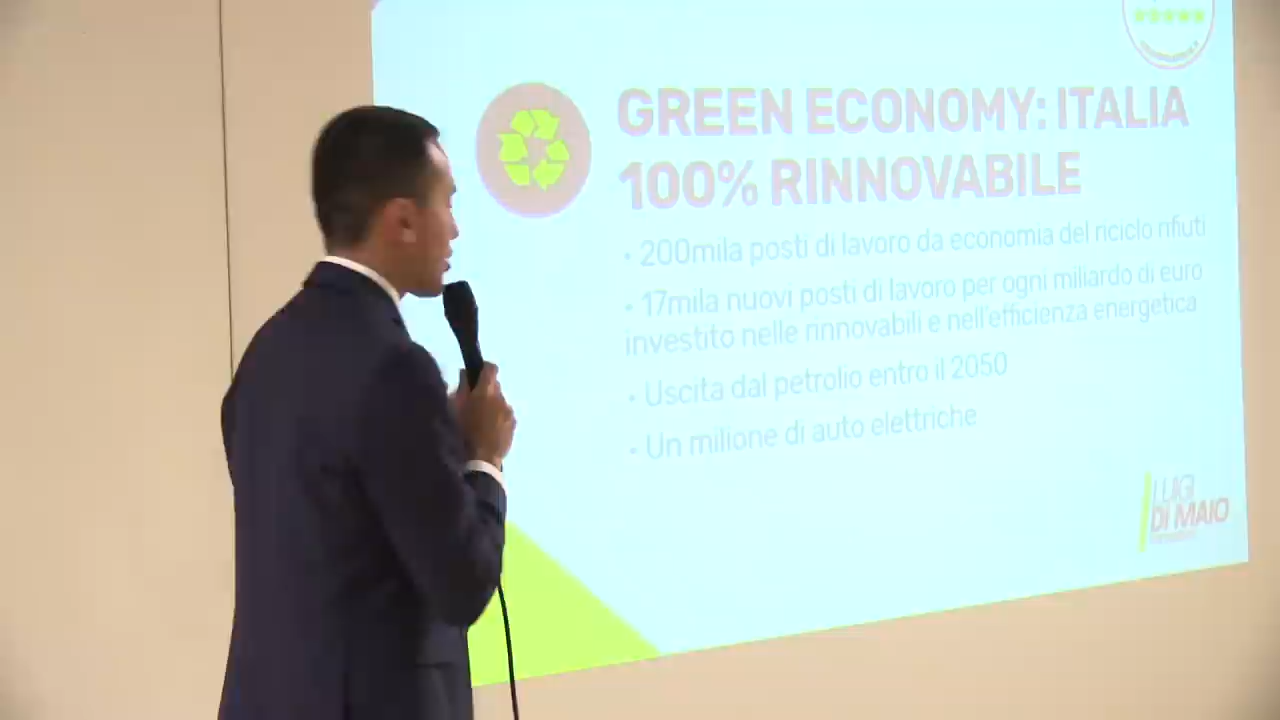 GREEN ECONOMY: ITALIA
100% RINNOVABILE
• 200mila posti di lavoro da economia del riciclo rifiuti
• 17mila nuovi posti di lavoro per ogni miliardo di euro
investito nelle rinnovabili e nell'efficienza energetica
• Uscita dal petrolio entro il 2050
• Un milione di auto elettriche
LUIGI
DI MAIO